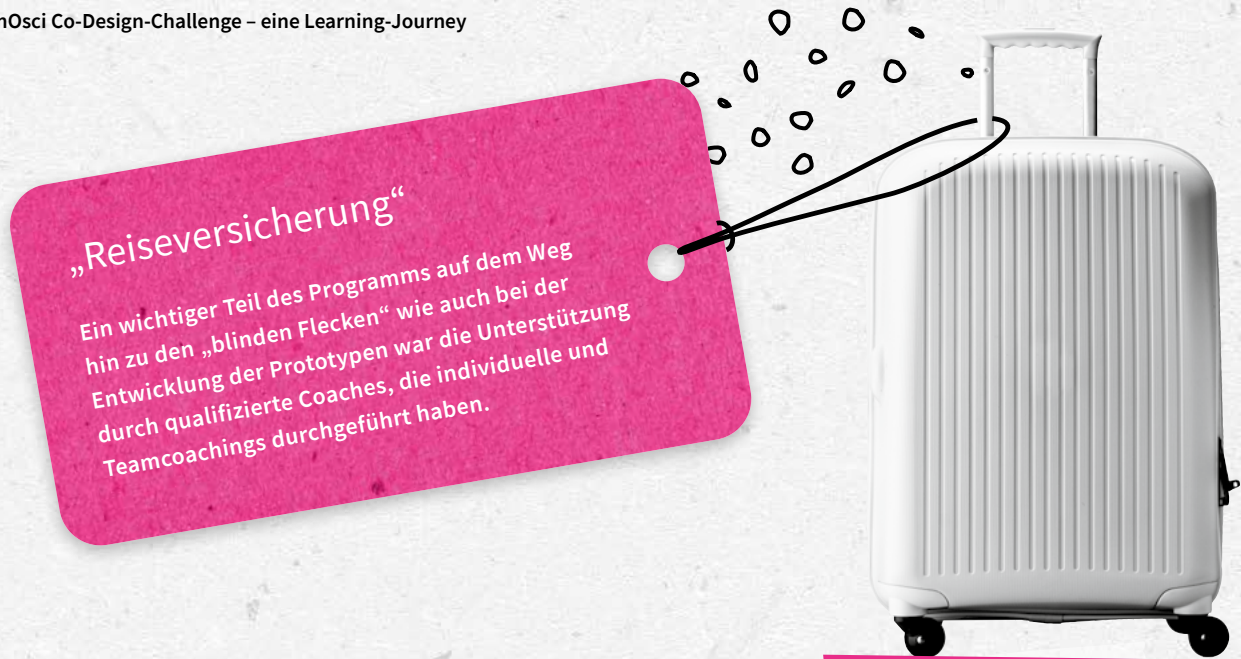 Co-Design-Challenge – eine Learning-Journey
„Reiseversicherung“
Ein wichtiger Teil des Programms auf dem Weg
hin zu den „blinden Flecken“ wie auch bei der
Entwicklung der Prototypen war die Unterstützung
durch qualifizierte Coaches, die individuelle und
Teamcoachings durchgeführt haben.